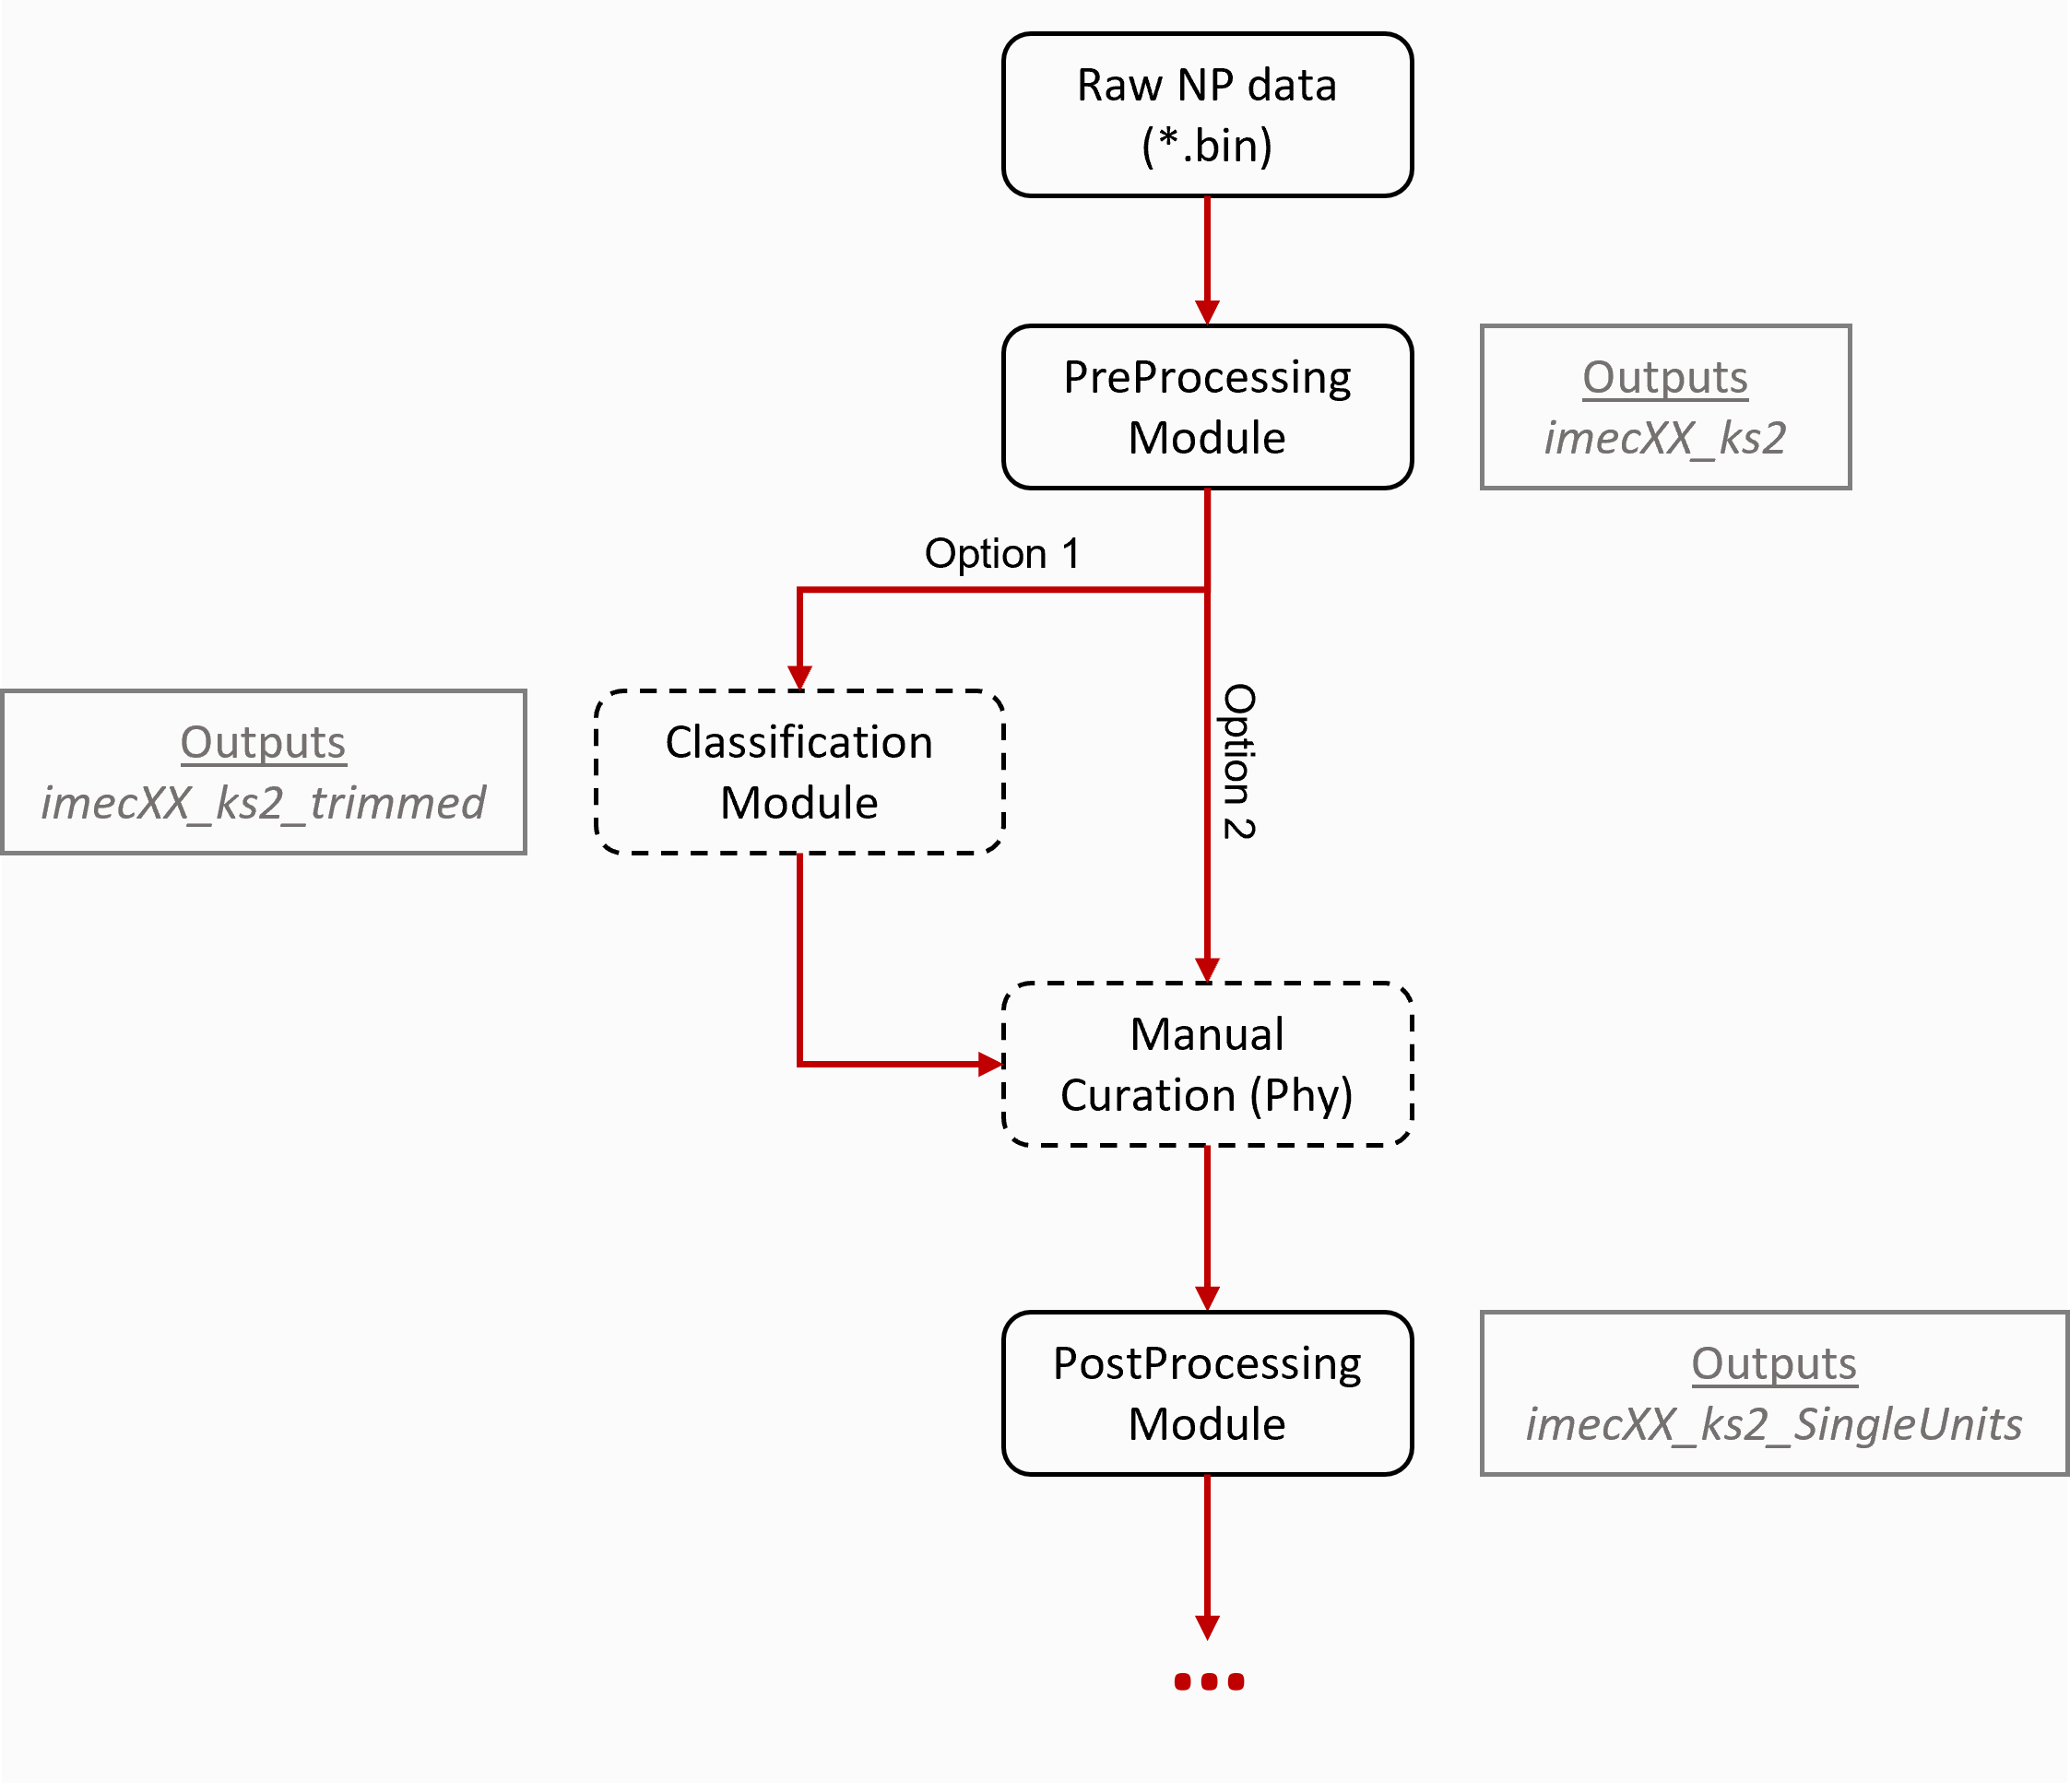 Raw NP data
(*.bin)
PreProcessing
Module
Outputs
imecXX_ks2
Option 1
Option 2
Outputs
imecXX_ks2_trimmed
Classification
Module
Manual
Curation (Phy)
PostProcessing
Module
Outputs
imecXX_ks2_SingleUnits
...